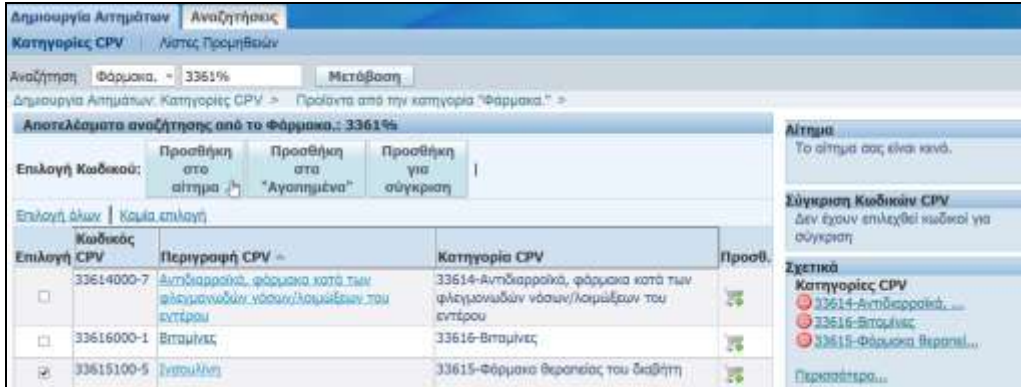 Δημιουργία Αιτημάτων Αναζητήσεις
Κατηγορίες CPV Λίστες Προμηθειών
Αναζήτηση Φάρμακα. 3361% Μετάβαση
Δημιουργία Αιτημάτων: Κατηγορίες CPV > Προϊόντα από την κατηγορία "Φάρμακα." >
Αποτελέσματα αναζήτησης από το Φάρμακα.: 3361%
Επιλογή Κωδικού:
Προσθήκη στο αίτημα
Προσθήκη στα "Αγαπημένα"
Προσθήκη για σύγκριση
Επιλογή όλων | Καμία επιλογή
Επιλογή Κωδικός CPV Περιγραφή CPV Κατηγορία CPV Προσθ.
33614000-7 Αντιδιαρροϊκά, φάρμακα κατά των 33614-Αντιδιαρροϊκά, φάρμακα κατά των
φλεγμονωδών νόσων/λοιμώξεων του φλεγμονωδών νόσων/λοιμώξεων του
εντέρου εντέρου
33616000-1 Βιταμίνες 33616-Βιταμίνες
33615100-5 Ινσουλίνη 33615-Φάρμακα θεραπείας του διαβήτη
Αίτημα
Το αίτημά σας είναι κενό.
Σύγκριση Κωδικών CPV
Δεν έχουν επιλεχθεί κωδικοί για
σύγκριση
Σχετικά
Κατηγορίες CPV
33614-Αντιδιαρροϊκά, ...
33616-Βιταμίνες
33615-Φάρμακα θεραπεί...
Περισσότερα...